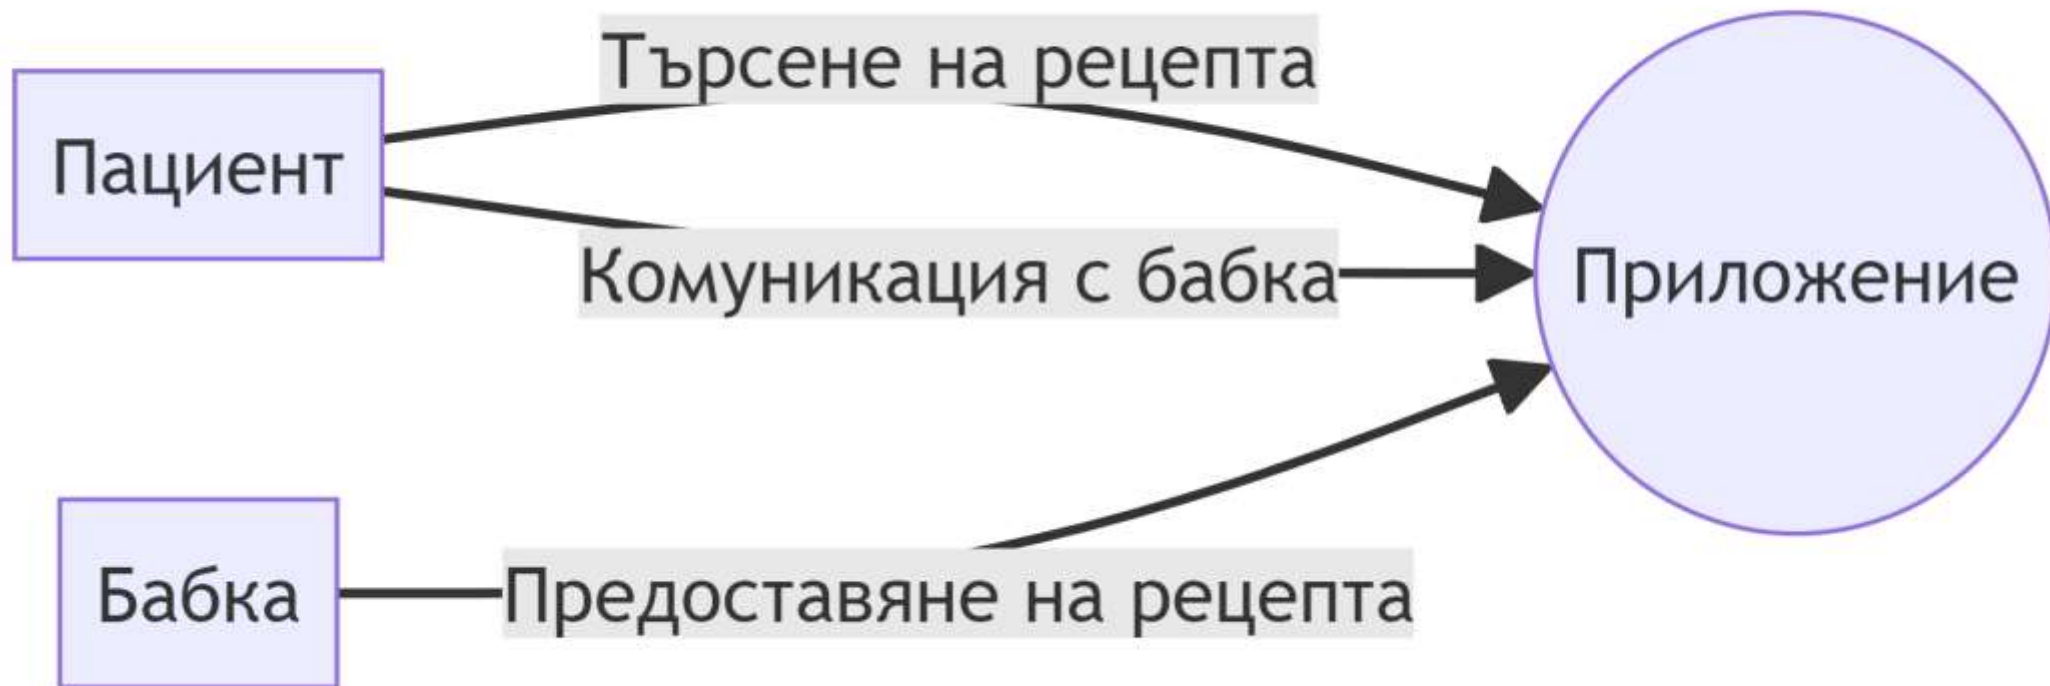 Търсене на рецепта
Пациент
Комуникация с бабка
Приложение
Бабка
Предоставяне на рецепта